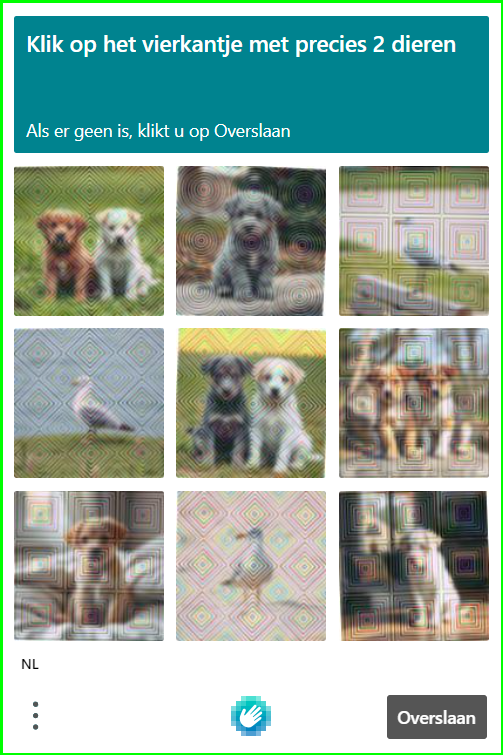 Klik op het vierkantje met precies 2 dieren
Als er geen is, klikt u op Overslaan
NL
Overslaan